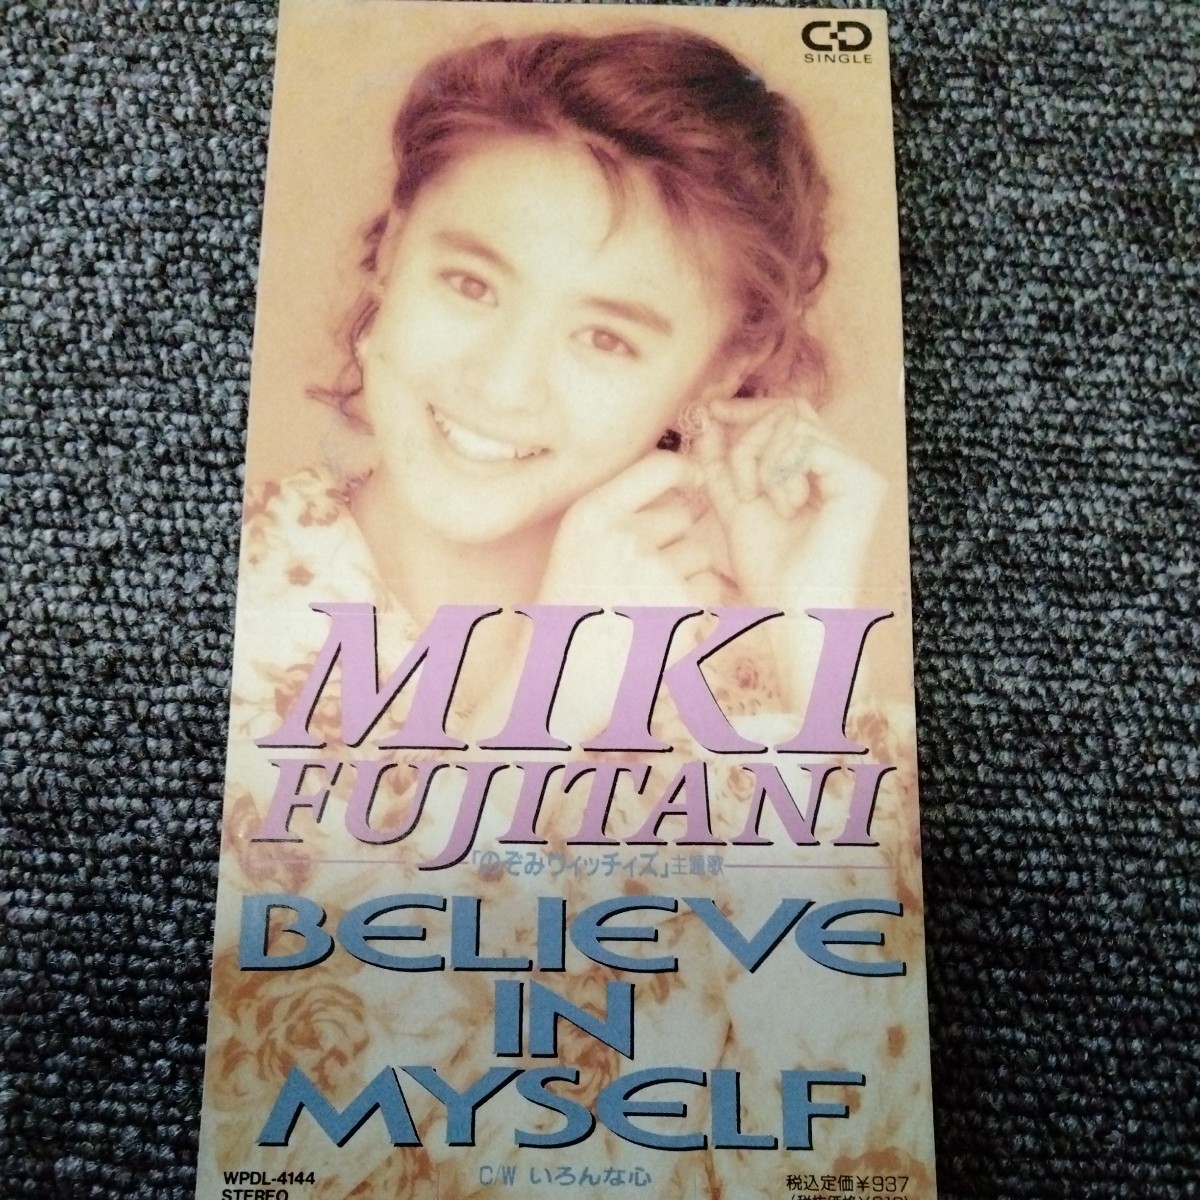 CD
SINGLE
MIKI
FUJITANI
「のぞみウィッチィズ」主題歌
BELIEVE
IN
MYSELF
C/W いろんな心
WPDL-4144
STEREO
税込定価¥937